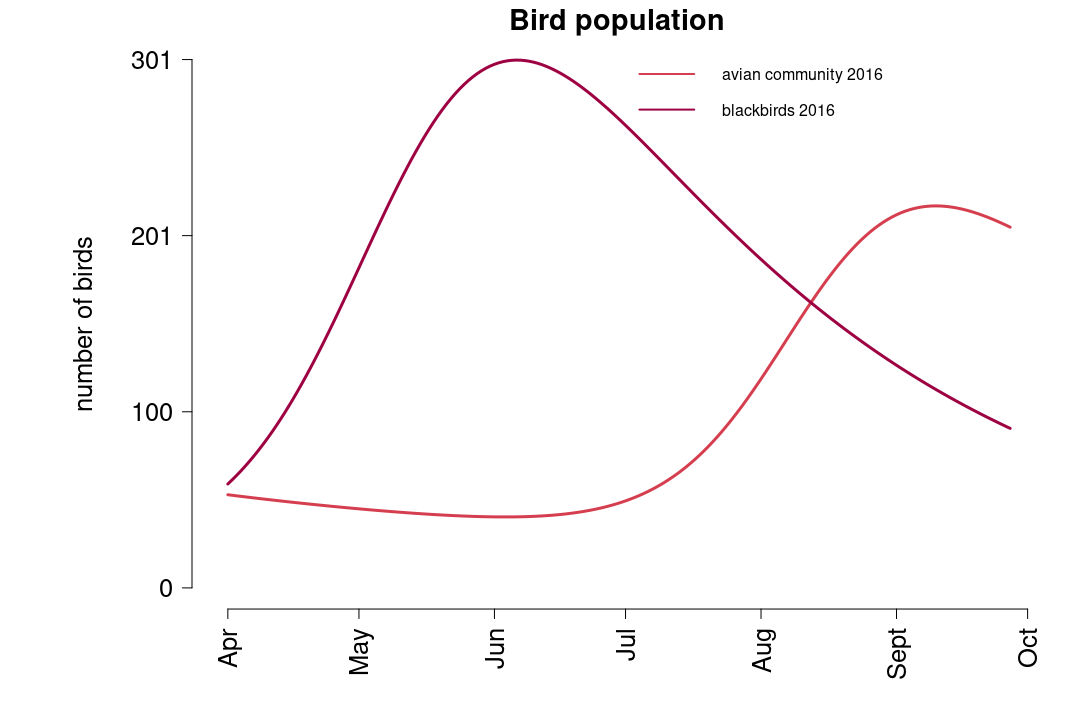 Bird population
avian community 2016
blackbirds 2016
number of birds
301
201
100
0
Apr
May
Jun
Jul
Aug
Sept
Oct